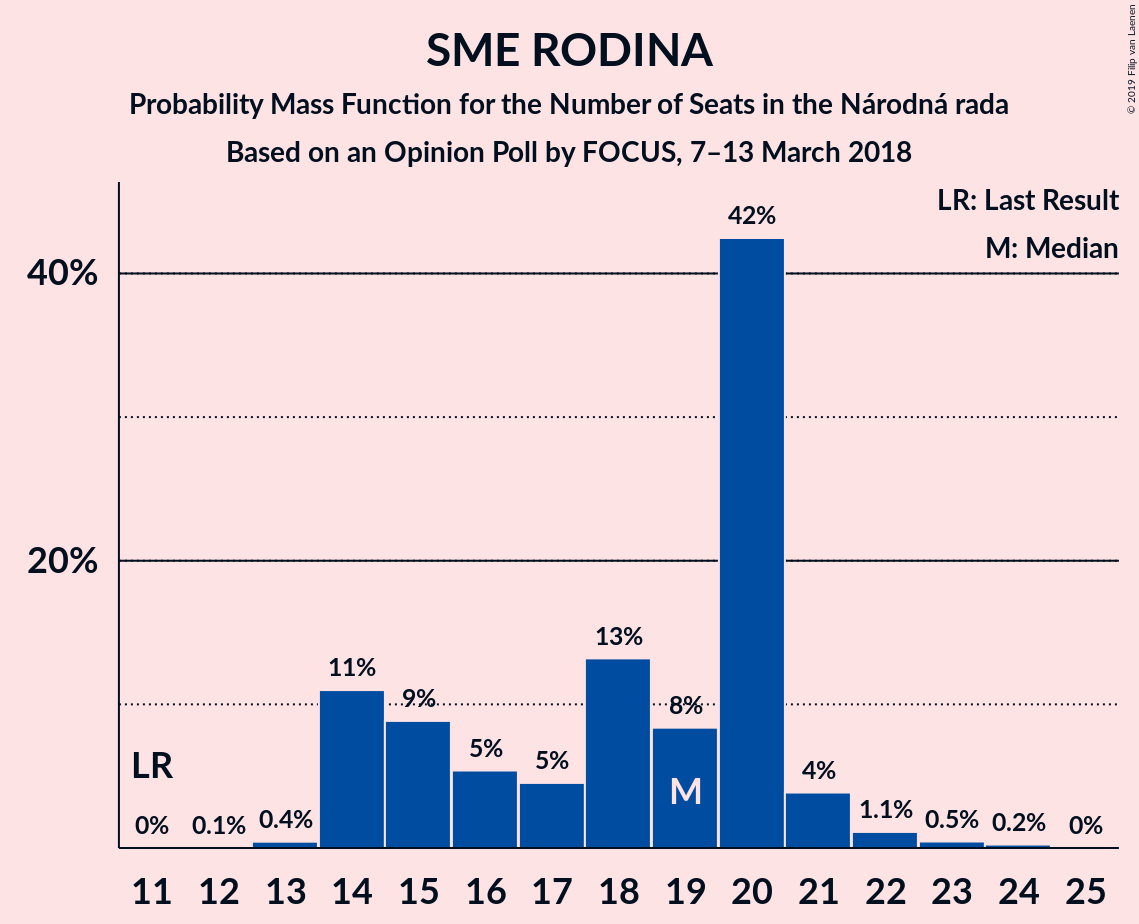 SME RODINA
Probability Mass Function for the Number of Seats in the Národná rada
Based on an Opinion Poll by FOCUS, 7–13 March 2018
© 2019 Filip van Laenen
LR: Last Result
M: Median
40%
20%
LR
0%
0.1%
0.4%
11%
9%
5%
5%
13%
8%
M
42%
4%
1.1%
0.5%
0.2%
0%
11 12 13 14 15 16 17 18 19 20 21 22 23 24 25